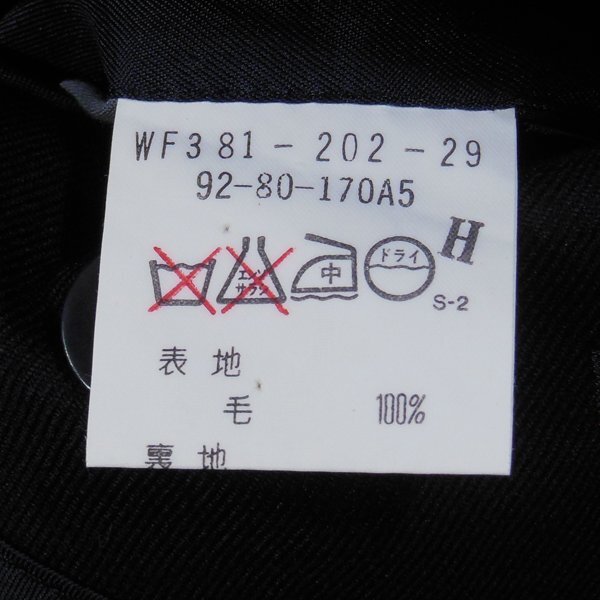 WF381-202-29
92-80-170A5
エンソ
サラシ
中
ドライ
H
S-2
表地
毛 100%
裏地